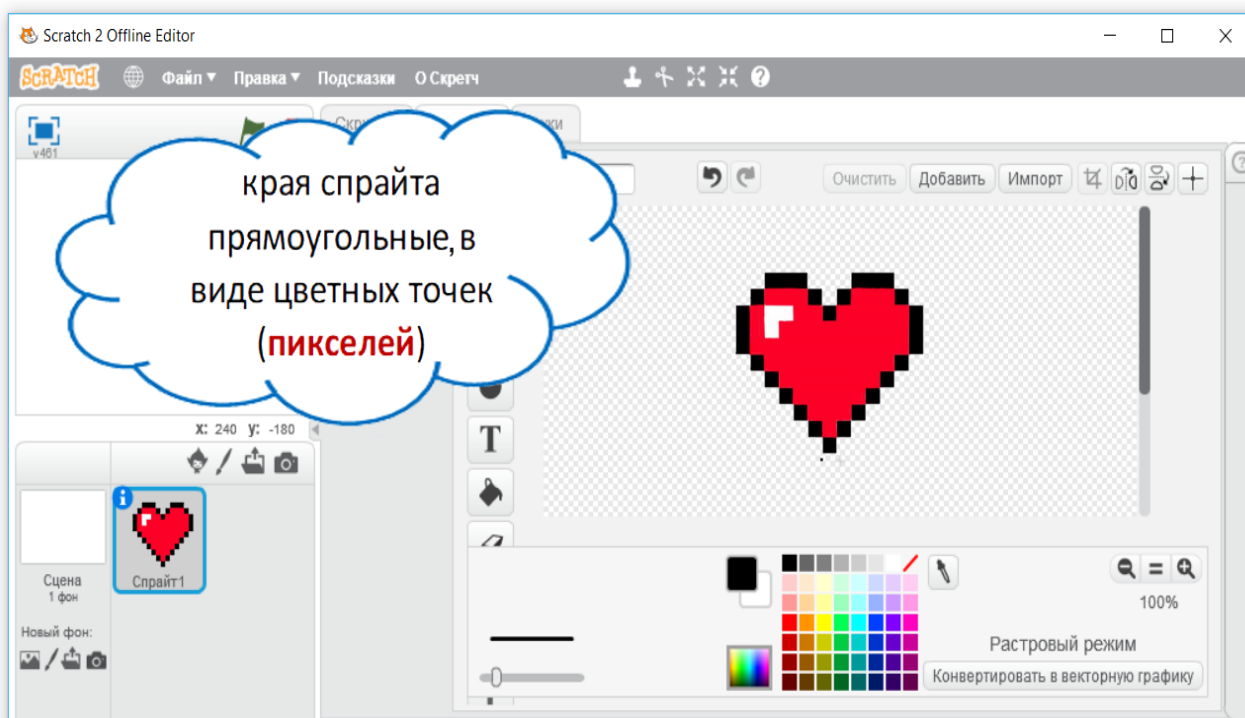 Scratch 2 Offline Editor
SCRATCH Файл Правка Подсказки О Скретч
v461
края спрайта
прямоугольные, в
виде цветных точек
(пикселей)
Очистить Добавить Импорт
T
x: 240 y: -180
Сцена
1 фон
Спрайт1
Новый фон:
100%
Растровый режим
Конвертировать в векторную графику